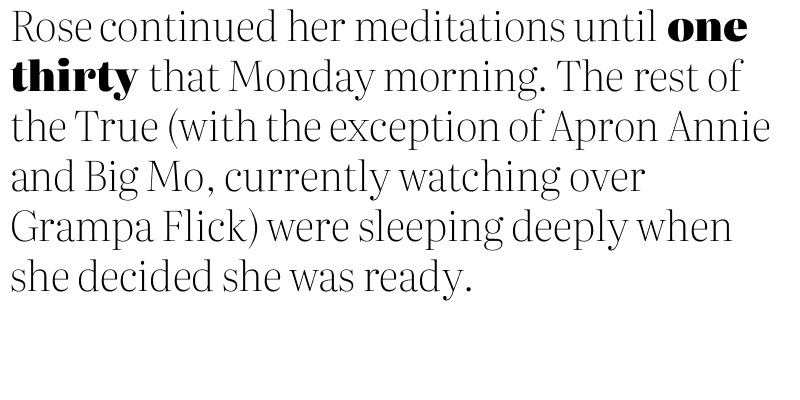 Rose continued her meditations until one
thirty that Monday morning. The rest of
the True (with the exception of Apron Annie
and Big Mo, currently watching over
Grampa Flick) were sleeping deeply when
she decided she was ready.